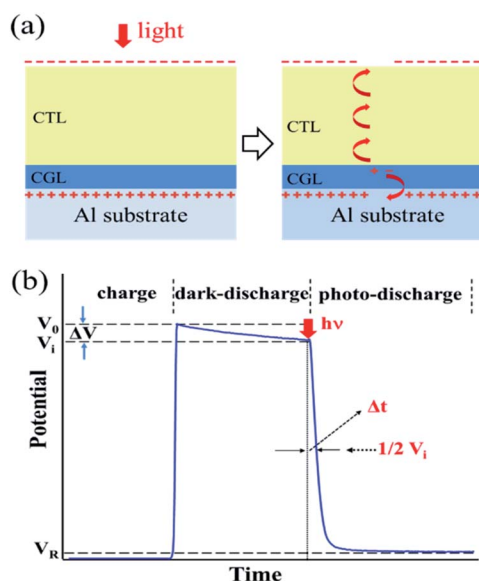 (a)
light
CTL
CGL
Al substrate
CTL
CGL
Al substrate
(b)
charge
dark-discharge
photo-discharge
V0
ΔV
Vi
hν
Δt
1/2 Vi
Potential
VR
Time